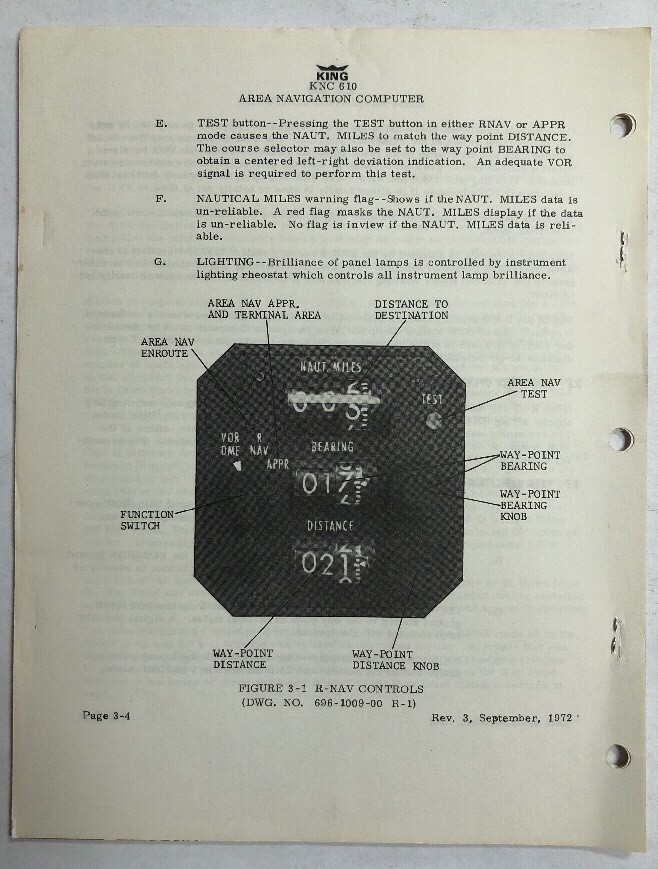 KING
KNC 610
AREA NAVIGATION COMPUTER
E. TEST button--Pressing the TEST button in either RNAV or APPR
mode causes the NAUT. MILES to match the way point DISTANCE.
The course selector may also be set to the way point BEARING to
obtain a centered left-right deviation indication. An adequate VOR
signal is required to perform this test.
F. NAUTICAL MILES warning flag--Shows if the NAUT. MILES data is
un-reliable. A red flag masks the NAUT. MILES display if the data
is un-reliable. No flag is inview if the NAUT. MILES data is reli-
able.
G. LIGHTING--Brilliance of panel lamps is controlled by instrument
lighting rheostat which controls all instrument lamp brilliance.
AREA NAV APPR.
AND TERMINAL AREA
DISTANCE TO
DESTINATION
AREA NAV
ENROUTE
NAUT. MILES
AREA NAV
TEST
TEST
VOR R
DME NAV
APPR
BEARING
017
WAY-POINT
BEARING
WAY-POINT
BEARING
KNOB
FUNCTION
SWITCH
DISTANCE
021
WAY-POINT
DISTANCE
WAY-POINT
DISTANCE KNOB
FIGURE 3-1 R-NAV CONTROLS
(DWG. NO. 696-1009-00 R-1)
Page 3-4
Rev. 3, September, 1972